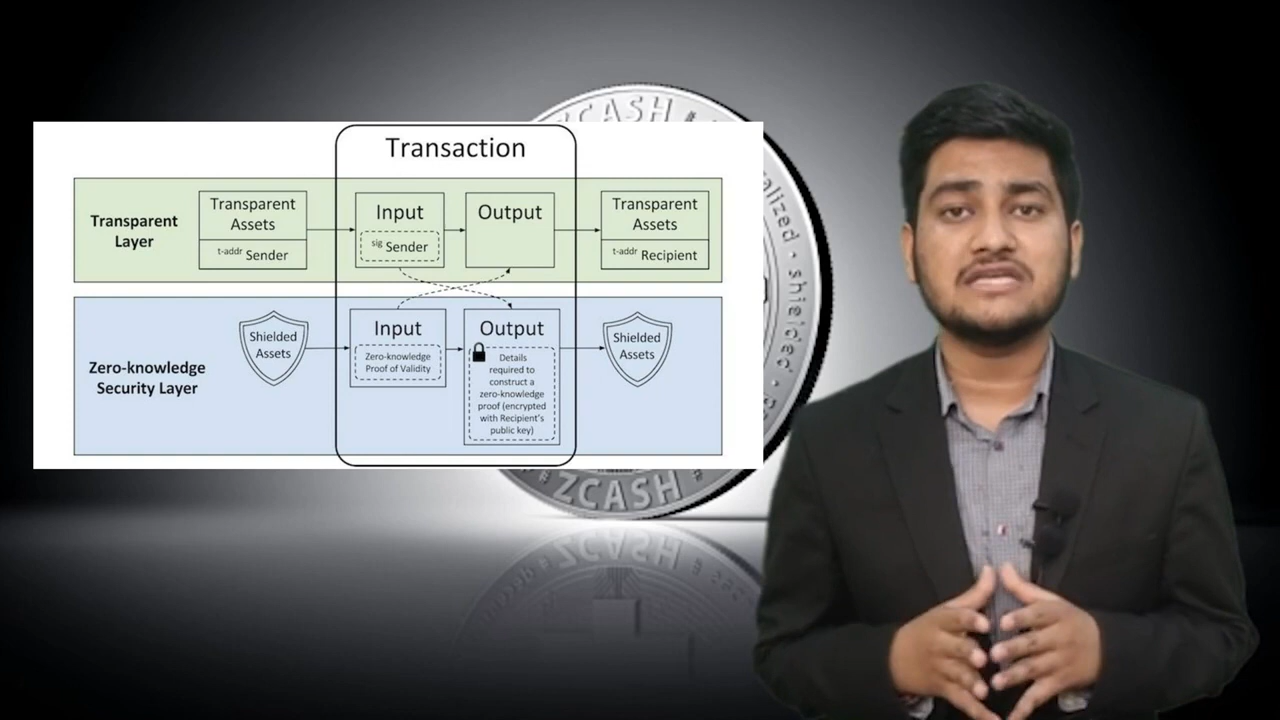 ZCASH
Transaction
Transparent
Layer
Transparent
Assets
t-addr Sender
Input
sig Sender
Output
Transparent
Assets
t-addr Recipient
Zero-knowledge
Security Layer
Shielded
Assets
Input
Zero-knowledge
Proof of Validity
Output
Details
required to
construct a
zero-knowledge
proof (encrypted
with Recipient's
public key)
Shielded
Assets
shielded
ZCASH